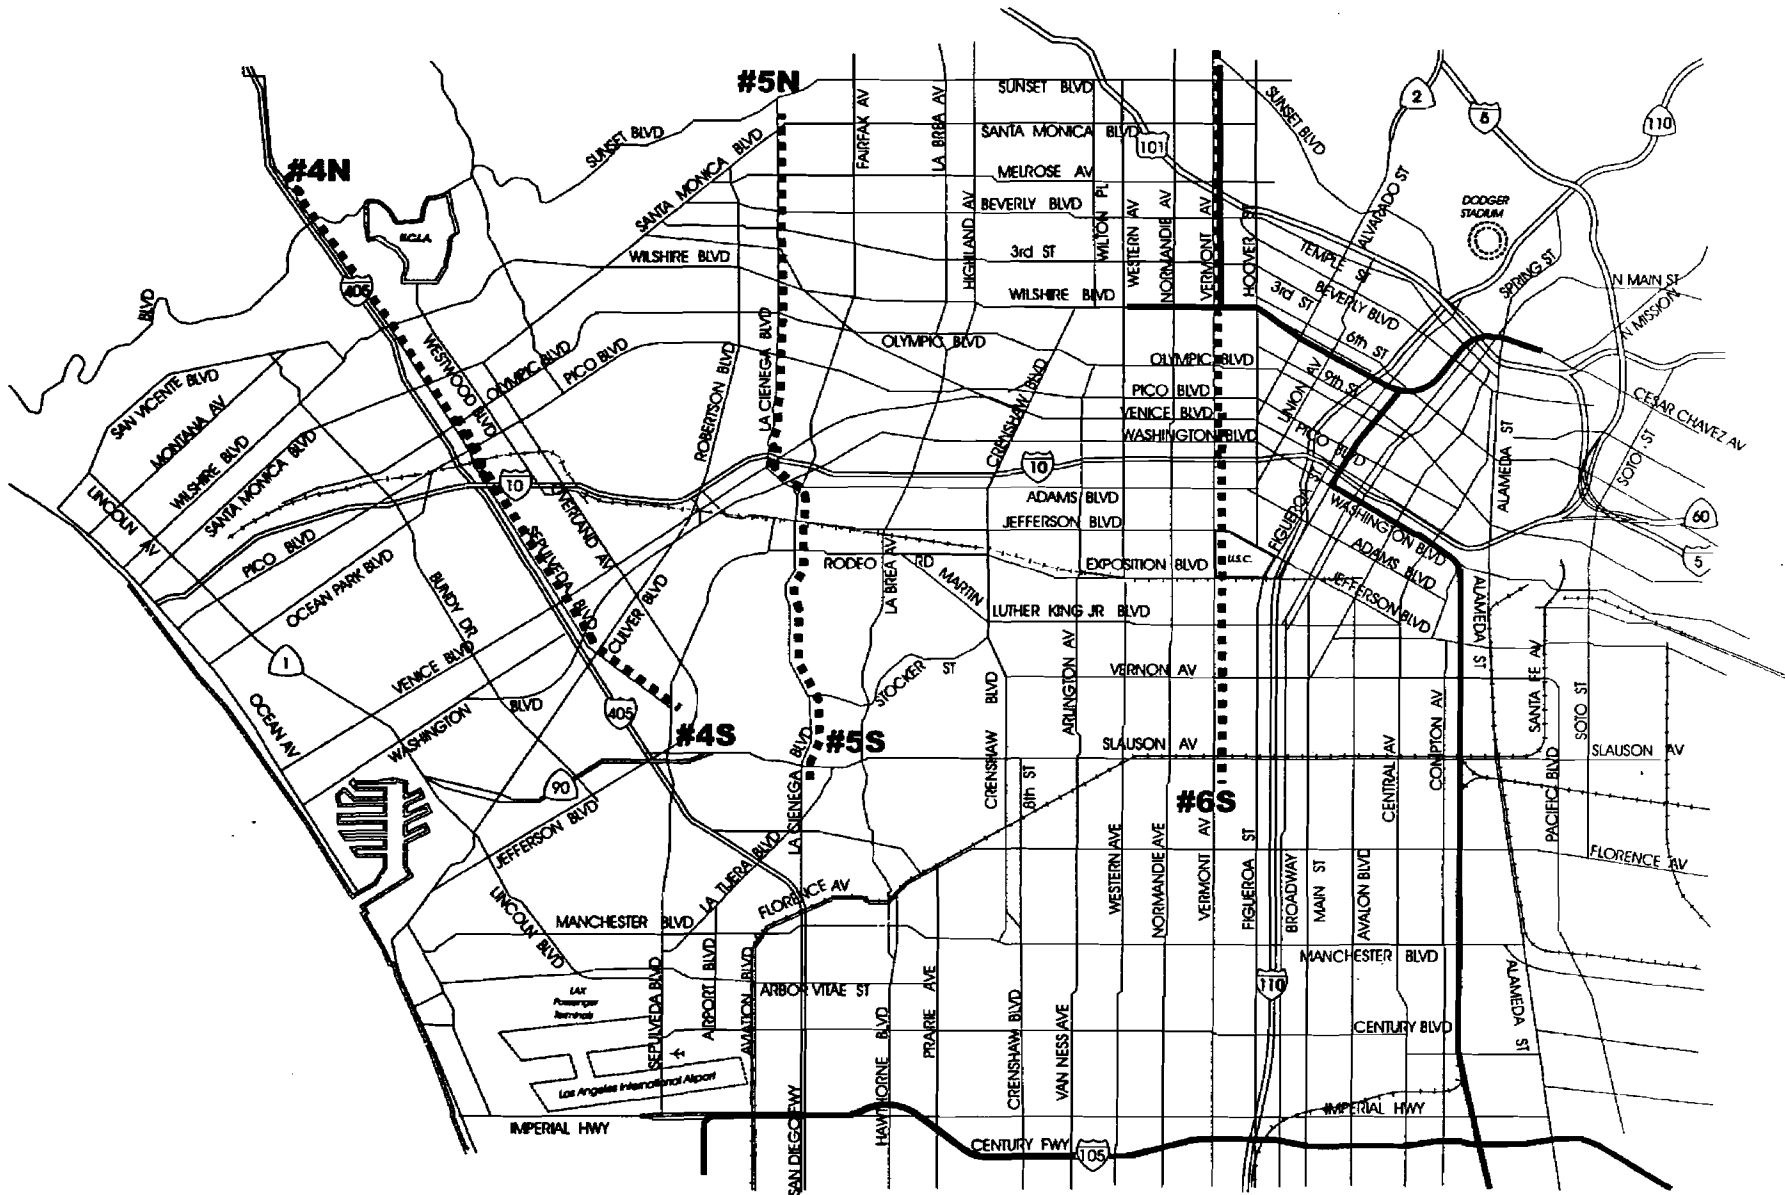 #5N
SUNSET BLVD
SUNSET BLVD
SUNSET BLVD
2
5
110
FAIRFAX AV
LA BREA AV
SANTA MONICA BLVD
SANTA MONICA BLVD
101
#4N
MELROSE AV
BEVERLY BLVD
HIGHLAND AV
WILTON PL
WESTERN AV
NORMANDIE AV
VERMONT AV
HOOVER ST
ALVARADO ST
DODGER
STADIUM
U.C.L.A.
WILSHIRE BLVD
3rd ST
TEMPLE ST
SPRING ST
N MAIN ST
N MISSION
BLVD
405
WILSHIRE BLVD
3rd ST
BEVERLY BLVD
6th ST
WESTWOOD BLVD
OLYMPIC BLVD
PICO BLVD
ROBERTSON BLVD
LA CIENEGA BLVD
OLYMPIC BLVD
CRENSHAW BLVD
OLYMPIC BLVD
UNION AV
9th ST
SAN VICENTE BLVD
MONTANA AV
WILSHIRE BLVD
SANTA MONICA BLVD
PICO BLVD
VENICE BLVD
WASHINGTON BLVD
PICO BLVD
ALAMEDA ST
CESAR CHAVEZ AV
SOTO ST
LINCOLN AV
10
10
OVERLAND AV
SEPULVEDA BLVD
ADAMS BLVD
JEFFERSON BLVD
FIGUEROA ST
WASHINGTON BLVD
60
PICO BLVD
OCEAN PARK BLVD
BUNDY DR
CULVER BLVD
RODEO RD
LA BREA AV
MARTIN
LUTHER KING JR BLVD
EXPOSITION BLVD
U.S.C.
ADAMS BLVD
JEFFERSON BLVD
5
ALAMEDA ST
1
VENICE BLVD
WASHINGTON BLVD
OCEAN AV
405
#4S
STOCKER ST
CRENSHAW BLVD
ARLINGTON AV
VERNON AV
COMPTON AV
SANTA FE AV
SOTO ST
#5S
SLAUSON AV
CENTRAL AV
SLAUSON AV
90
LA CIENEGA BLVD
8th ST
#6S
PACIFIC BLVD
JEFFERSON BLVD
LA TIJERA BLVD
FLORENCE AV
WESTERN AVE
NORMANDIE AVE
VERMONT AV
FIGUEROA ST
BROADWAY
MAIN ST
AVALON BLVD
FLORENCE AV
LINCOLN BLVD
MANCHESTER BLVD
MANCHESTER BLVD
LAX
Passenger
Terminals
SEPULVEDA BLVD
AIRPORT BLVD
AVIATION BLVD
ARBOR VITAE ST
PRAIRIE AVE
110
ALAMEDA ST
HAWTHORNE BLVD
CRENSHAW BLVD
VAN NESS AVE
CENTURY BLVD
Los Angeles International Airport
IMPERIAL HWY
SAN DIEGO FWY
CENTURY FWY
105
IMPERIAL HWY